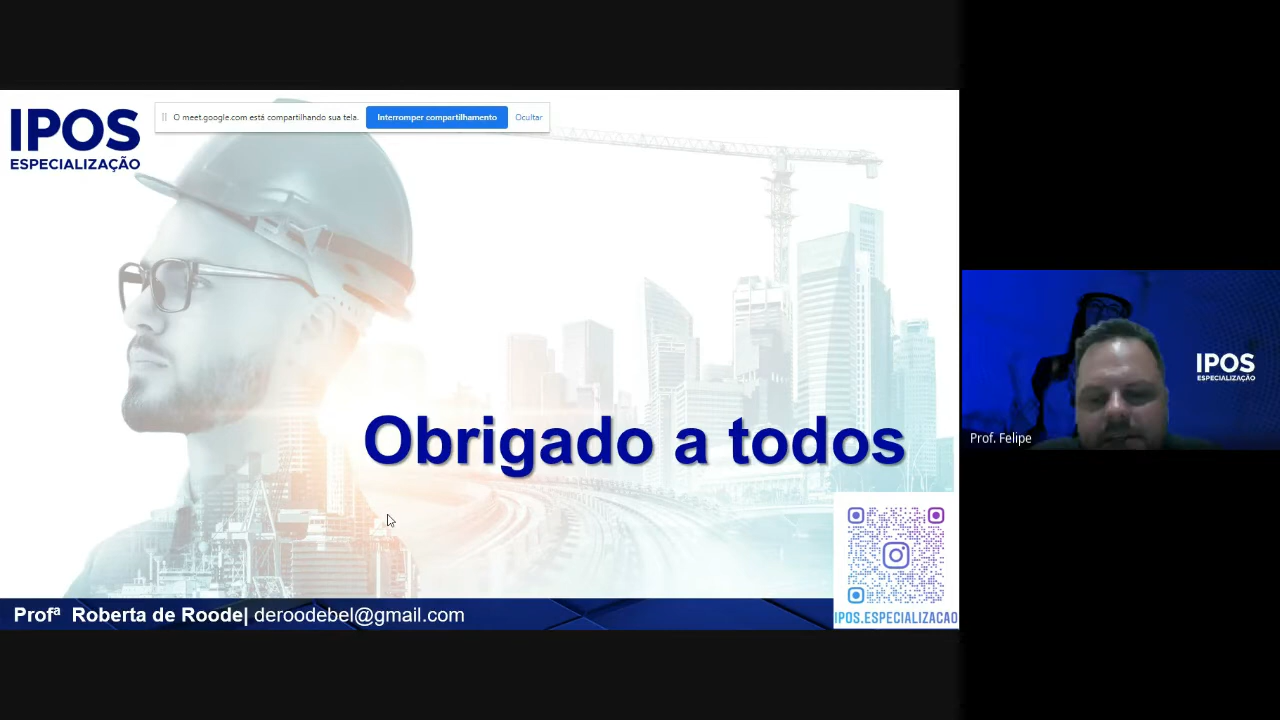 IPOS
ESPECIALIZAÇÃO
O meet.google.com está compartilhando sua tela.
Interromper compartilhamento
Ocultar
Obrigado a todos
IPOS
ESPECIALIZAÇÃO
Prof. Felipe
IPOS.ESPECIALIZACAO
Profª Roberta de Roode| deroodebel@gmail.com